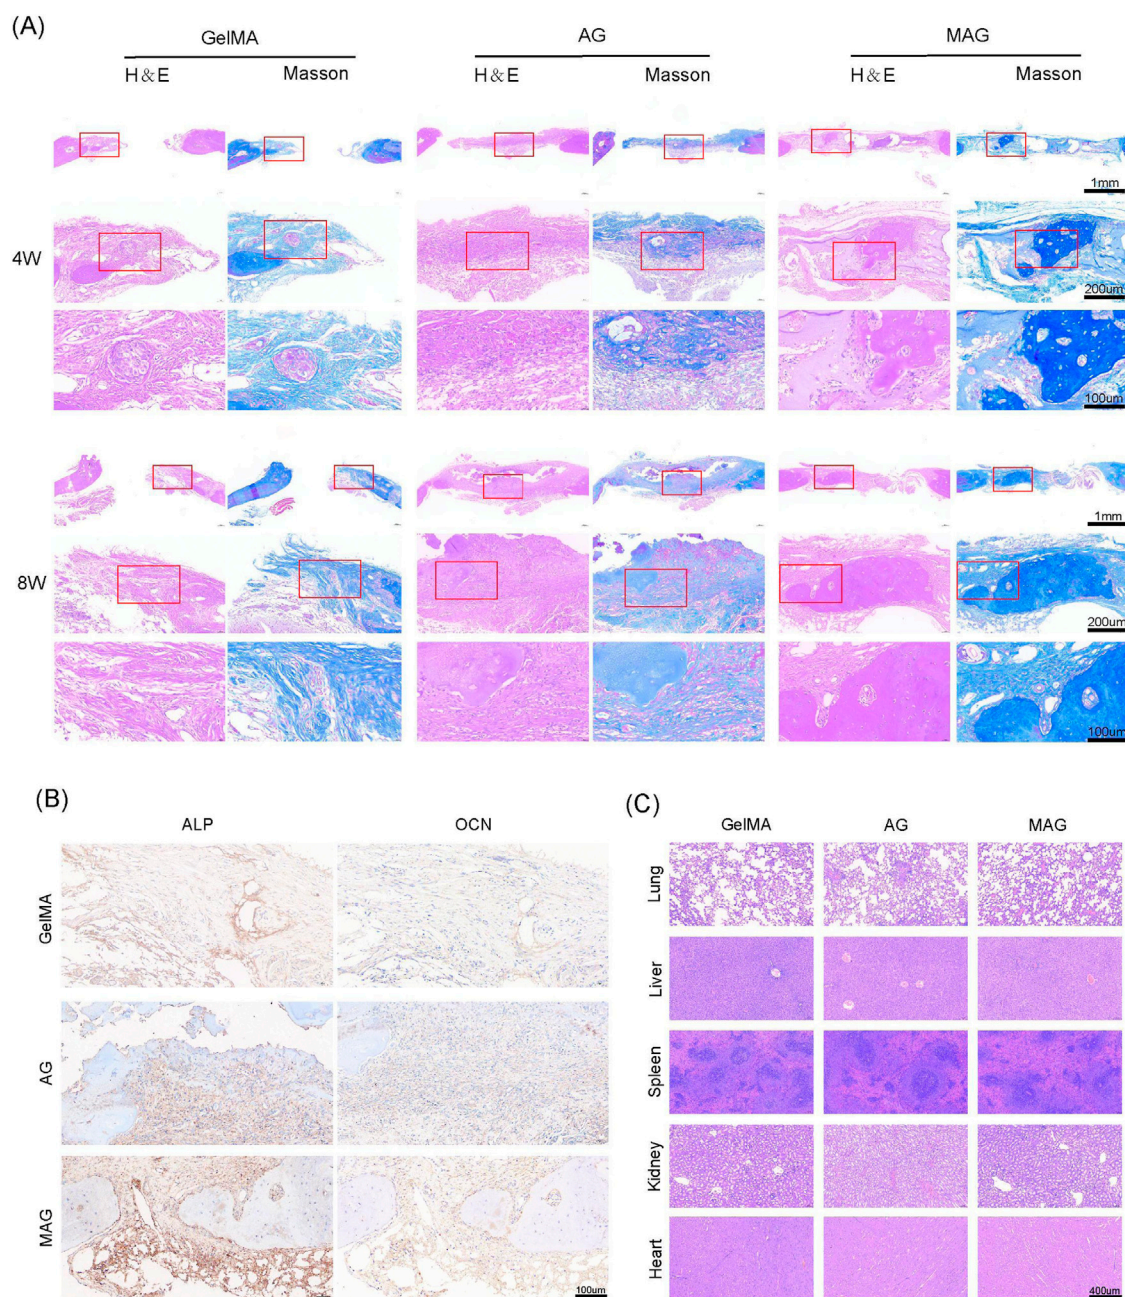 (A)
GelMA AG MAG
H&E Masson H&E Masson H&E Masson
1mm
4W
200um
100um
1mm
8W
200um
100um
(B)
(C)
ALP OCN
GelMA AG MAG
GelMA
AG
MAG
100um
Lung
Liver
Spleen
Kidney
Heart
400um